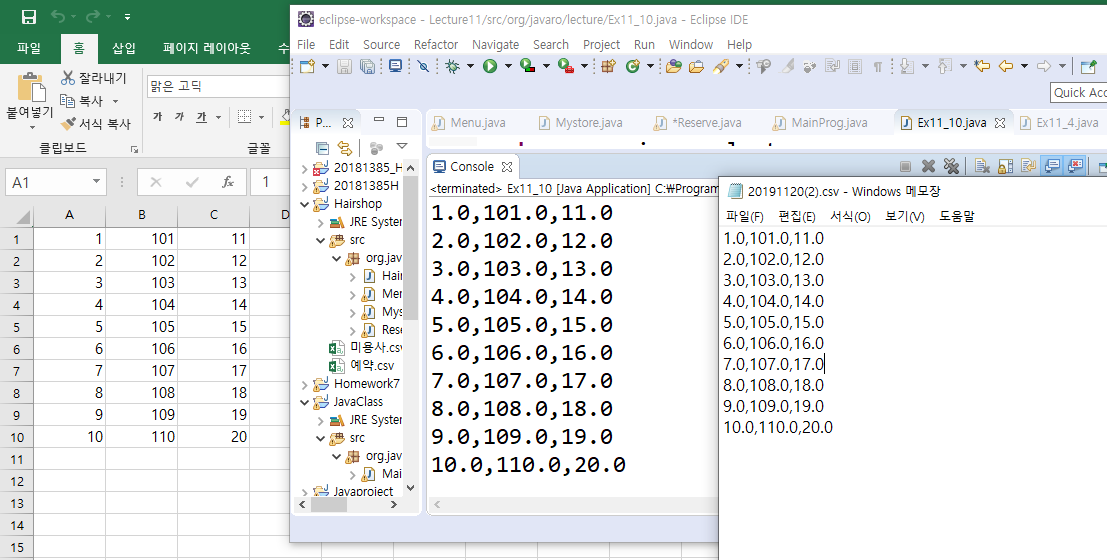 파일 홈 삽입 페이지 레이아웃 수
붙여넣기
잘라내기
복사
서식 복사
클립보드
맑은 고딕
가 가 가
글꼴
A1 fx 1
A B C D
1 1 101 11
2 2 102 12
3 3 103 13
4 4 104 14
5 5 105 15
6 6 106 16
7 7 107 17
8 8 108 18
9 9 109 19
10 10 110 20
11
12
13
14
15
eclipse-workspace - Lecture11/src/org/javaro/lecture/Ex11_10.java - Eclipse IDE
File Edit Source Refactor Navigate Search Project Run Window Help
Quick Acc
P...
20181385_H
20181385H
Hairshop
JRE System
src
org.jav
Hair
Men
Mys
Rese
미용사.csv
예약.csv
Homework7
JavaClass
JRE System
src
org.jav
Mai
Javaproject
Menu.java Mystore.java *Reserve.java MainProg.java Ex11_10.java Ex11_4.java
Console
<terminated> Ex11_10 [Java Application] C:₩Program
1.0,101.0,11.0
2.0,102.0,12.0
3.0,103.0,13.0
4.0,104.0,14.0
5.0,105.0,15.0
6.0,106.0,16.0
7.0,107.0,17.0
8.0,108.0,18.0
9.0,109.0,19.0
10.0,110.0,20.0
20191120(2).csv - Windows 메모장
파일(F) 편집(E) 서식(O) 보기(V) 도움말
1.0,101.0,11.0
2.0,102.0,12.0
3.0,103.0,13.0
4.0,104.0,14.0
5.0,105.0,15.0
6.0,106.0,16.0
7.0,107.0,17.0
8.0,108.0,18.0
9.0,109.0,19.0
10.0,110.0,20.0